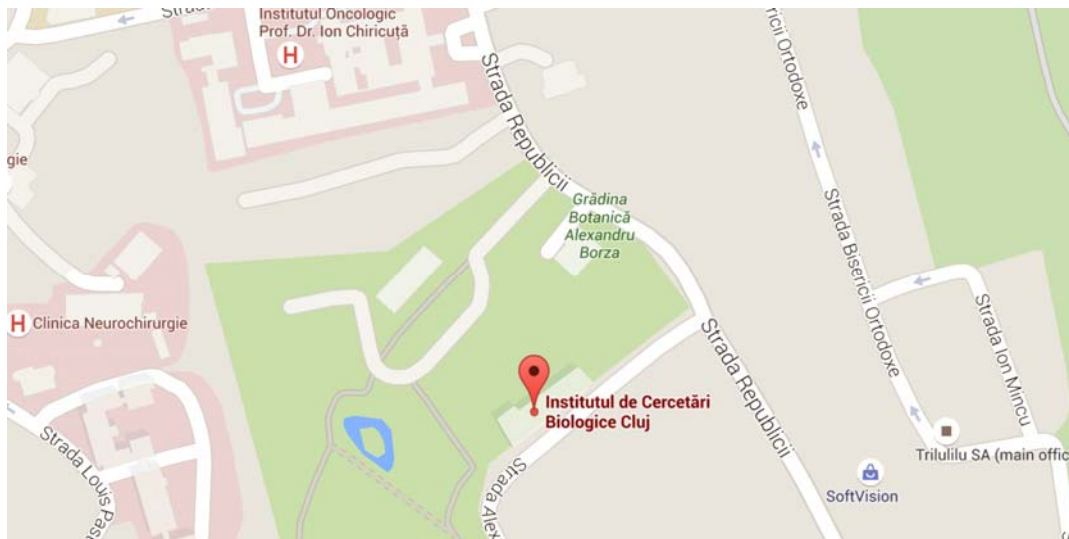 Institutul Oncologic
Prof. Dr. Ion Chiricuță
H
Strada Republicii
Grădina
Botanică
Alexandru
Borza
Strada Bisericii Ortodoxe
ricii Ortodoxe
gie
H Clinica Neurochirurgie
Strada Ion Mincu
Strada Republicii
Institutul de Cercetări
Biologice Cluj
Strada Louis Pas
Strada Alex
SoftVision
Trilulilu SA (main offic